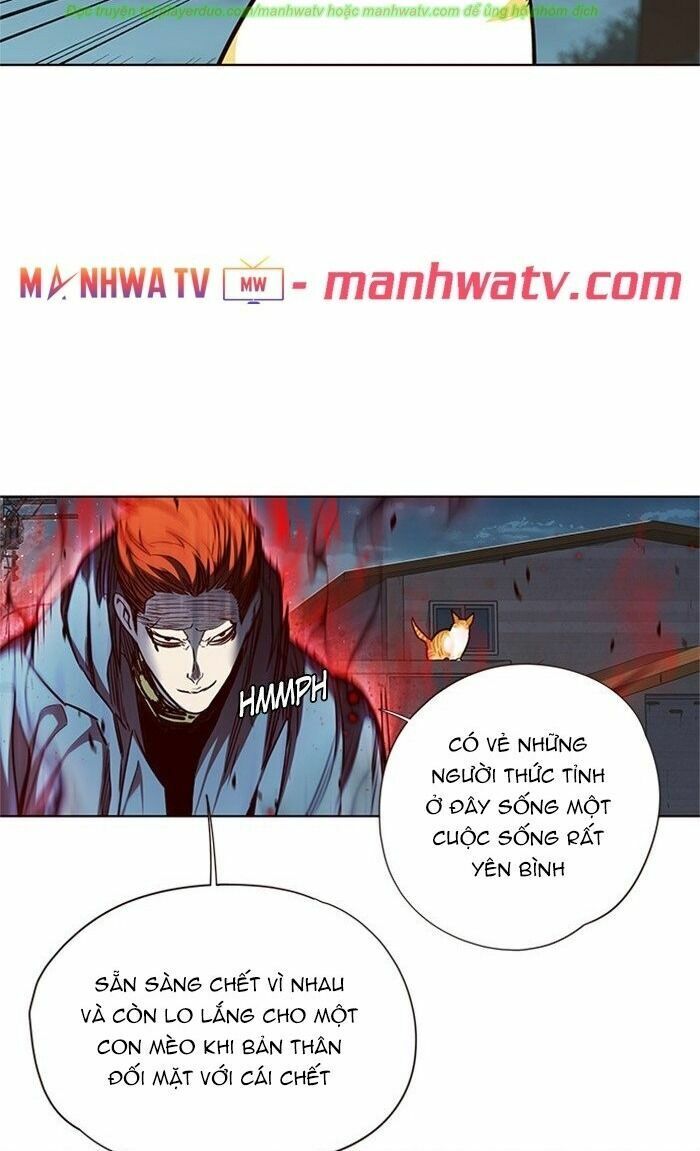 Đọc truyện tại playerduo.com/manhwatv hoặc manhwatv.com để ủng hộ nhóm dịch
MANHWA TV MW - manhwatv.com
HMMPH
CÓ VẺ NHỮNG
NGƯỜI THỨC TỈNH
Ở ĐÂY SỐNG MỘT
CUỘC SỐNG RẤT
YÊN BÌNH
SẴN SÀNG CHẾT VÌ NHAU
VÀ CÒN LO LẮNG CHO MỘT
CON MÈO KHI BẢN THÂN
ĐỐI MẶT VỚI CÁI CHẾT